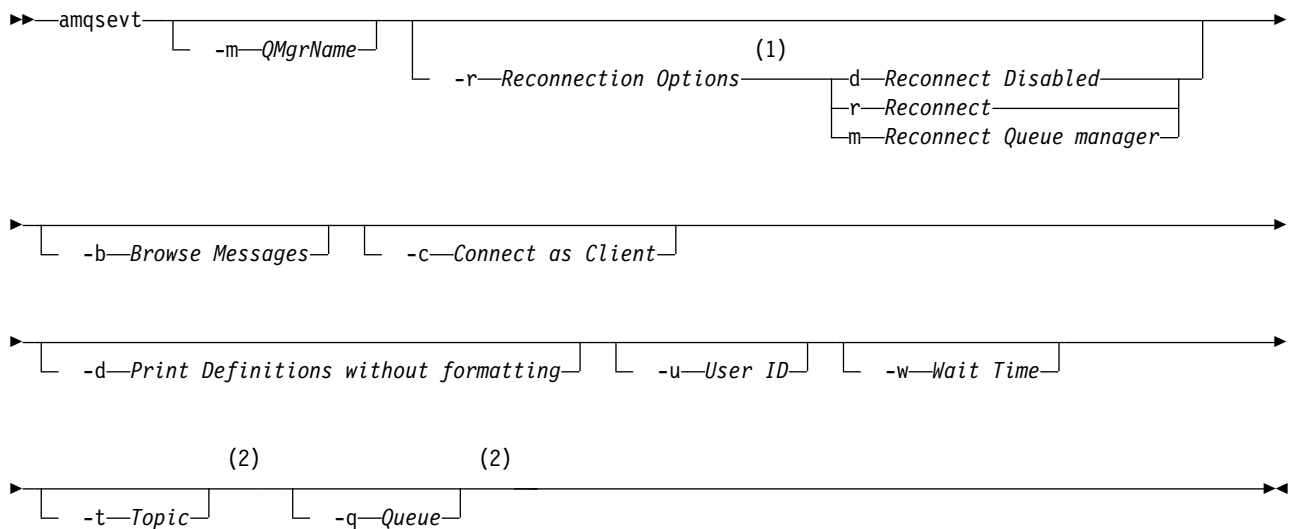 amqsevt
-m QMgrName
-r Reconnection Options (1) d Reconnect Disabled
r Reconnect
m Reconnect Queue manager
-b Browse Messages -c Connect as Client
-d Print Definitions without formatting -u User ID -w Wait Time
(2) (2)
-t Topic -q Queue